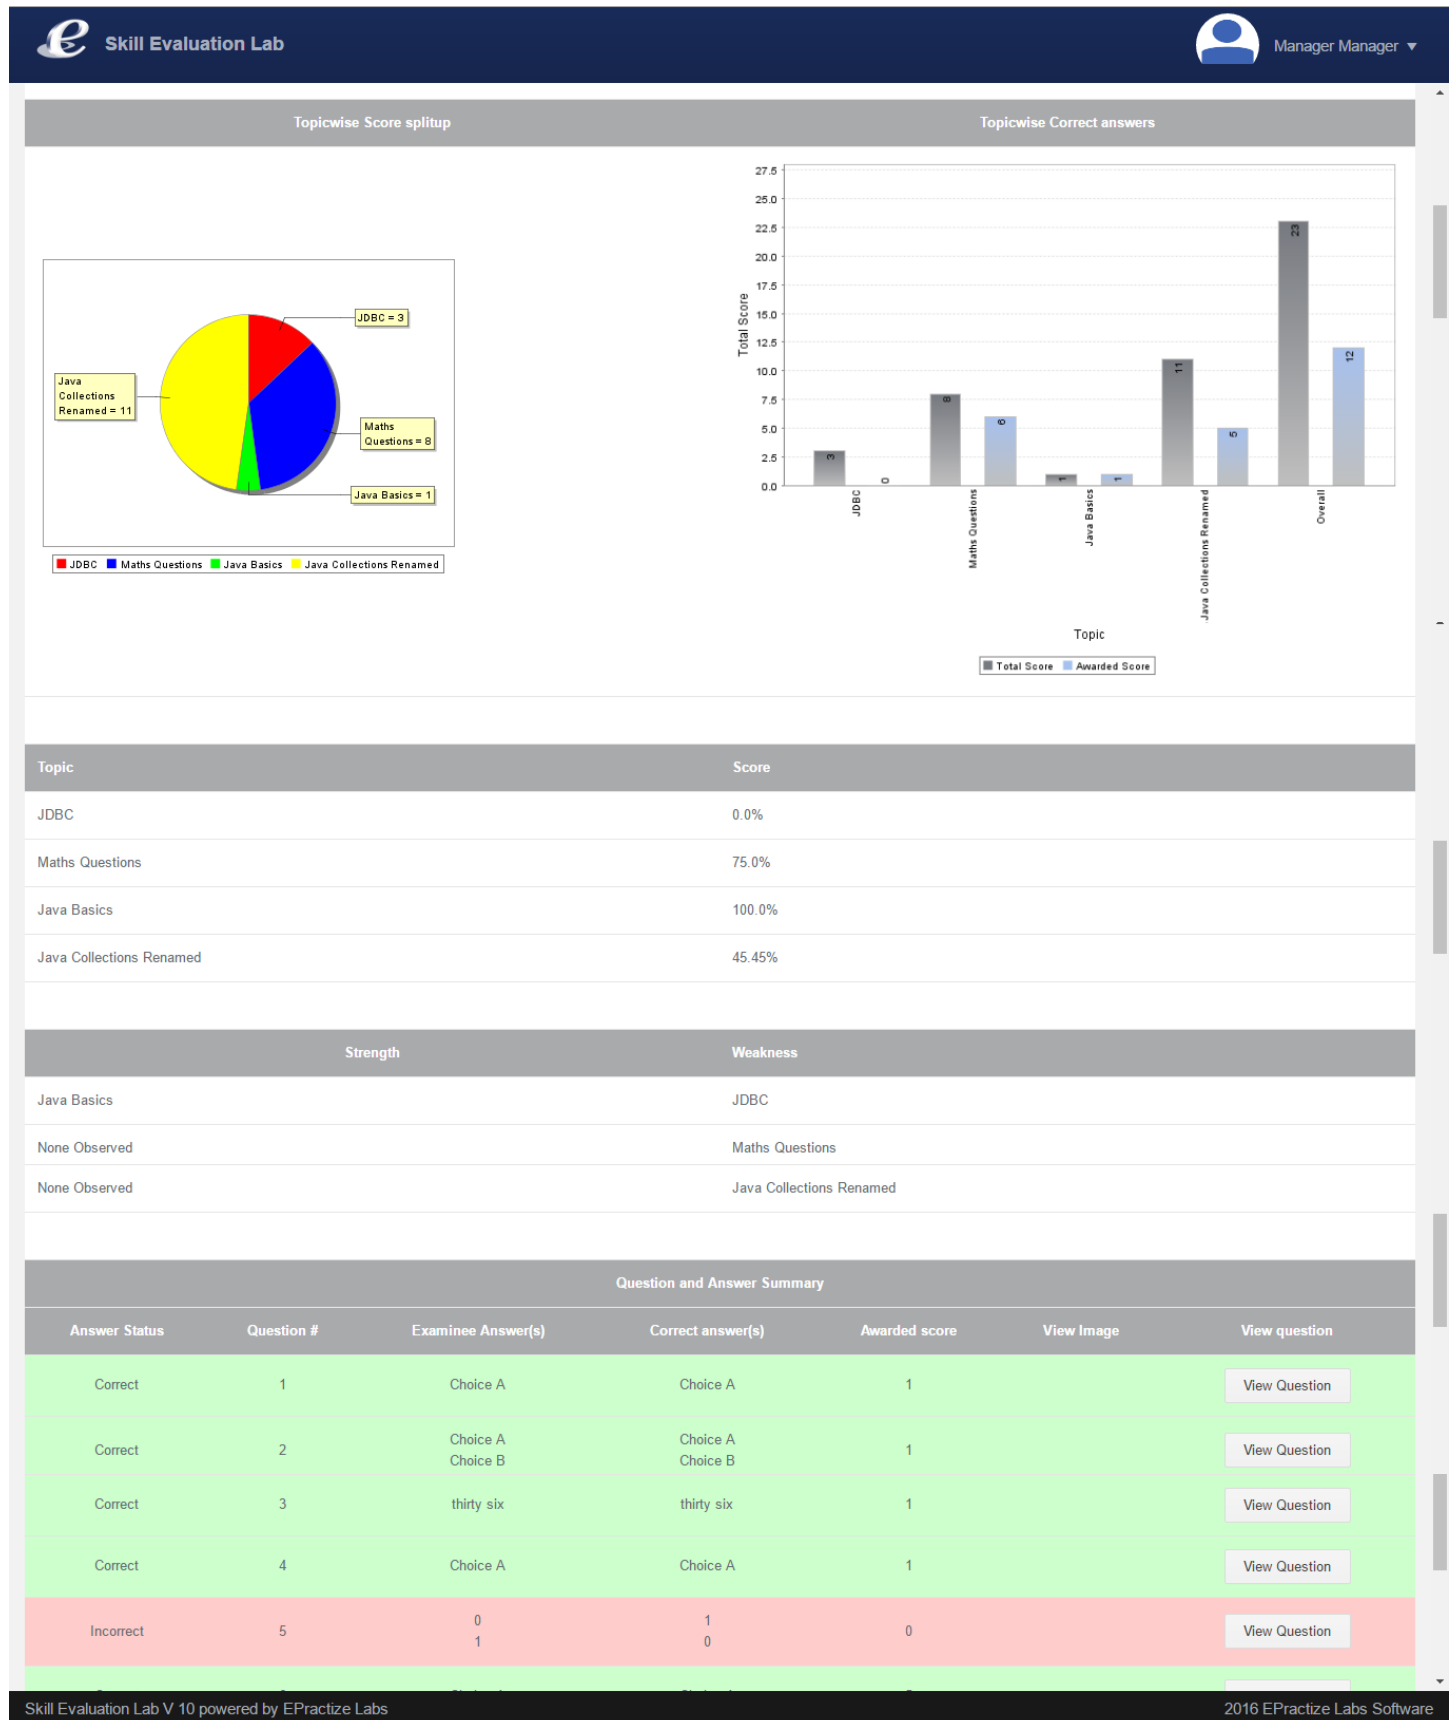 Skill Evaluation Lab
Manager Manager ▼
Topicwise Score splitup
Topicwise Correct answers
JDBC = 3
Java
Collections
Renamed = 11
Maths
Questions = 8
Java Basics = 1
JDBC Maths Questions Java Basics Java Collections Renamed
27.5
25.0
22.5
20.0
17.5
15.0
12.5
10.0
7.5
5.0
2.5
0.0
Total Score
3
0
8
6
1
1
11
5
23
12
JDBC
Maths Questions
Java Basics
Java Collections Renamed
Overall
Topic
Total Score Awarded Score
Topic Score
JDBC 0.0%
Maths Questions 75.0%
Java Basics 100.0%
Java Collections Renamed 45.45%
Strength Weakness
Java Basics JDBC
None Observed Maths Questions
None Observed Java Collections Renamed
Question and Answer Summary
Answer Status Question # Examinee Answer(s) Correct answer(s) Awarded score View Image View question
Correct 1 Choice A Choice A 1 View Question
Correct 2 Choice A Choice A 1 View Question
Choice B Choice B
Correct 3 thirty six thirty six 1 View Question
Correct 4 Choice A Choice A 1 View Question
Incorrect 5 0 1 0 View Question
1 0
Skill Evaluation Lab V 10 powered by EPractize Labs
2016 EPractize Labs Software